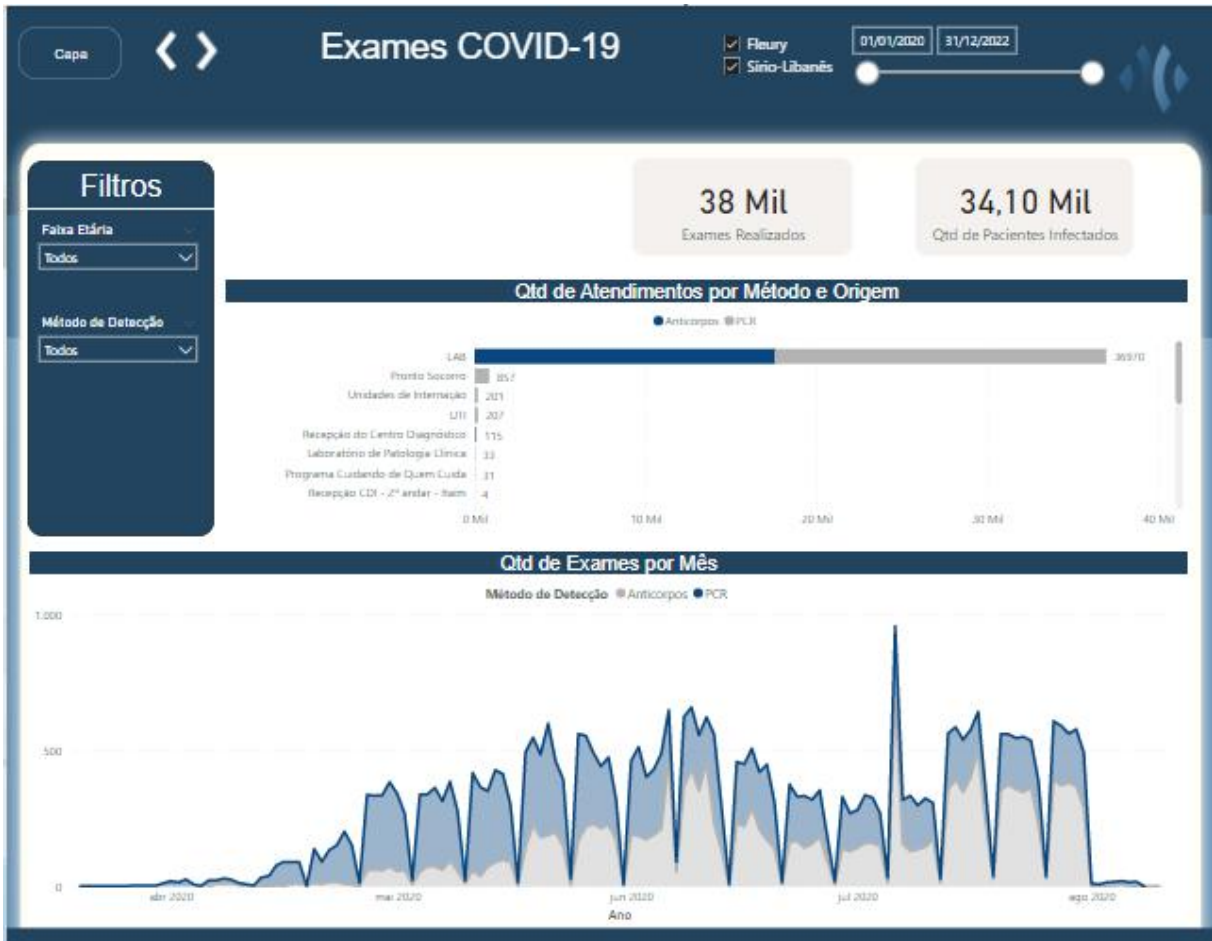 Capa
Exames COVID-19
Fleury
Sírio-Libanês
01/01/2020 31/12/2022
Filtros
Faixa Etária
Todos
Método de Detecção
Todos
38 Mil
Exames Realizados
34,10 Mil
Qtd de Pacientes Infectados
Qtd de Atendimentos por Método e Origem
Anticorpos PCR
LAB 36970
Pronto Socorro 857
Unidades de Internação 201
UTI 207
Recepção do Centro Diagnóstico 115
Laboratório de Patologia Clínica 33
Programa Cuidando de Quem Cuida 31
Recepção CDI - 2º andar - Itaim 4
0 Mil 10 Mil 20 Mil 30 Mil 40 Mil
Qtd de Exames por Mês
Método de Detecção Anticorpos PCR
1.000
500
0
abr 2020 mai 2020 jun 2020 jul 2020 ago 2020
Ano